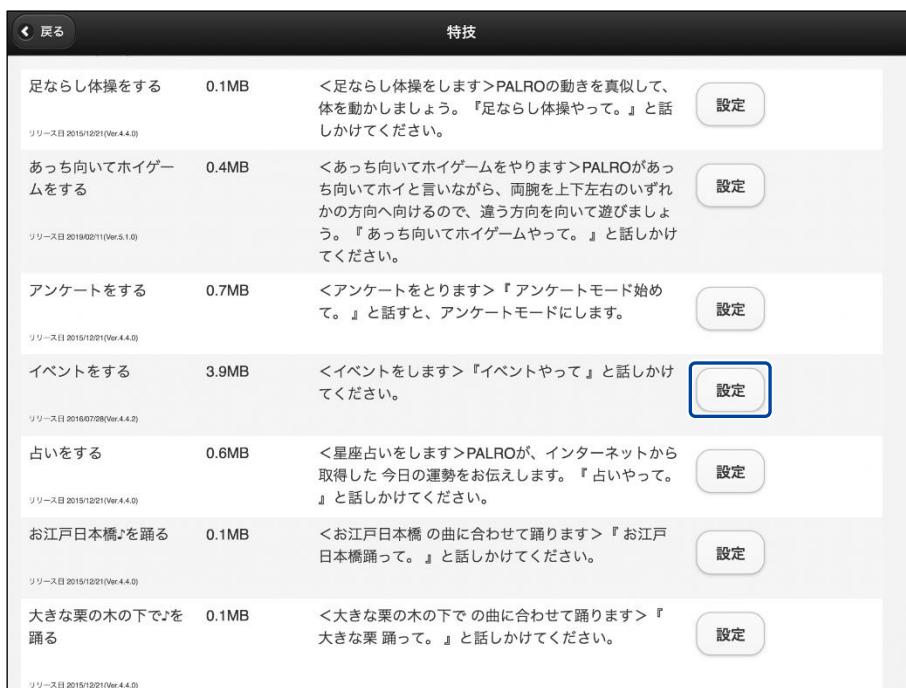 戻る
特技
足ならし体操をする
0.1MB
＜足ならし体操をします＞PALROの動きを真似して、
体を動かしましょう。『足ならし体操やって。』と話
しかけてください。
設定
リリース日 2015/12/21(Ver.4.4.0)
あっち向いてホイゲー
ムをする
0.4MB
＜あっち向いてホイゲームをやります＞PALROがあっ
ち向いてホイと言いながら、両腕を上下左右のいずれ
かの方向へ向けるので、違う方向を向いて遊びましょ
う。『 あっち向いてホイゲームやって。 』と話しかけ
てください。
設定
リリース日 2019/02/11(Ver.5.1.0)
アンケートをする
0.7MB
＜アンケートをとります＞『 アンケートモード始め
て。 』と話すと、アンケートモードにします。
設定
リリース日 2015/12/21(Ver.4.4.0)
イベントをする
3.9MB
＜イベントをします＞『イベントやって 』と話しかけ
てください。
設定
リリース日 2016/07/28(Ver.4.4.2)
占いをする
0.6MB
＜星座占いをします＞PALROが、インターネットから
取得した 今日の運勢をお伝えします。『 占いやって。
』と話しかけてください。
設定
リリース日 2015/12/21(Ver.4.4.0)
お江戸日本橋♪を踊る
0.1MB
＜お江戸日本橋 の曲に合わせて踊ります＞『 お江戸
日本橋踊って。 』と話しかけてください。
設定
リリース日 2015/12/21(Ver.4.4.0)
大きな栗の木の下で♪を
踊る
0.1MB
＜大きな栗の木の下で の曲に合わせて踊ります＞『
大きな栗 踊って。 』と話しかけてください。
設定
リリース日 2015/12/21(Ver.4.4.0)